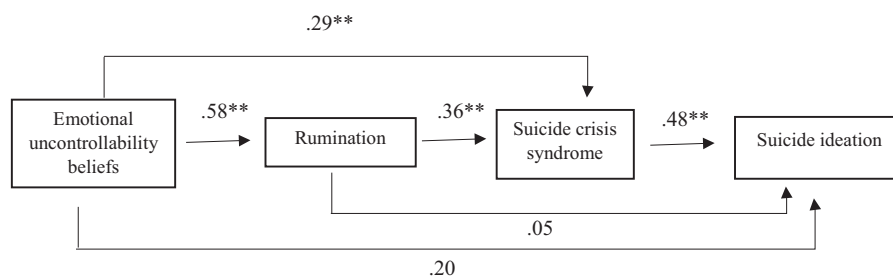 .29**
Emotional
uncontrollability
beliefs
.58**
Rumination
.36**
Suicide crisis
syndrome
.48**
Suicide ideation
.05
.20